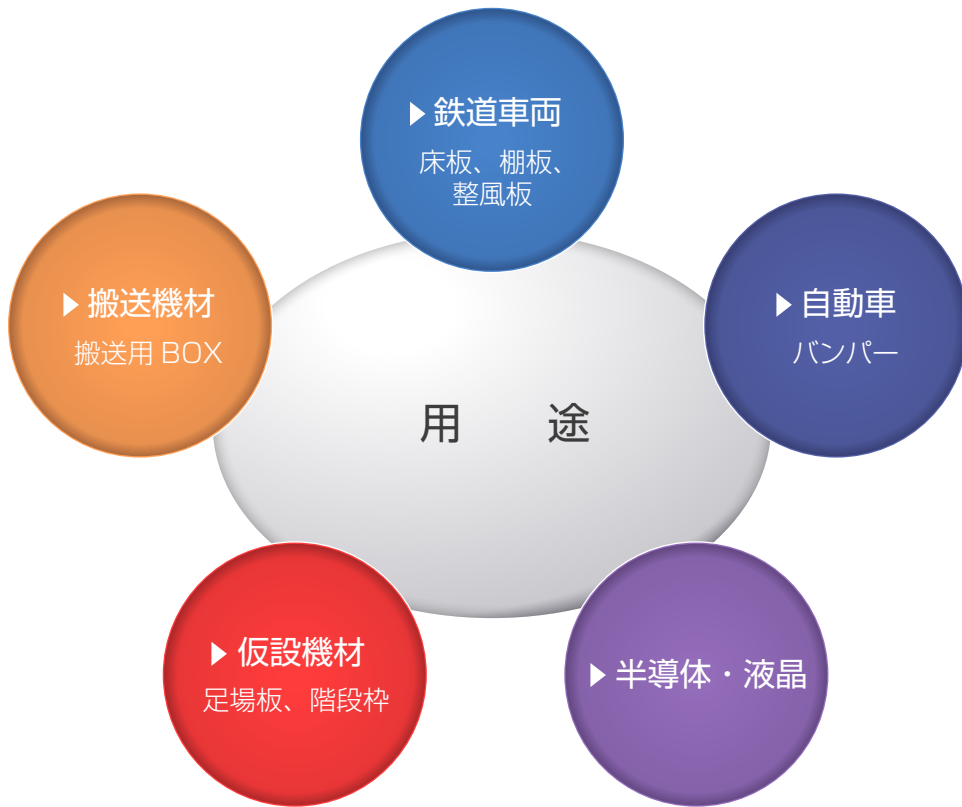 ▶鉄道車両
床板、棚板、
整風板
▶搬送機材
搬送用 BOX
▶自動車
バンパー
用　途
▶仮設機材
足場板、階段枠
▶半導体・液晶